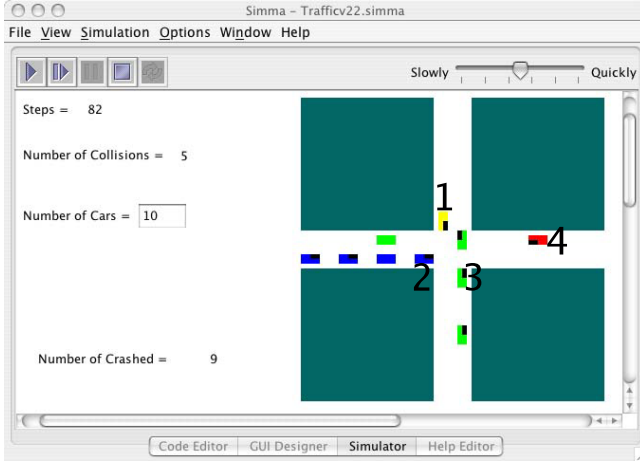 Simma - Trafficv22.simma
File View Simulation Options Window Help
Slowly Quickly
Steps = 82
Number of Collisions = 5
Number of Cars = 10
1
4
2 3
Number of Crashed = 9
Code Editor GUI Designer Simulator Help Editor